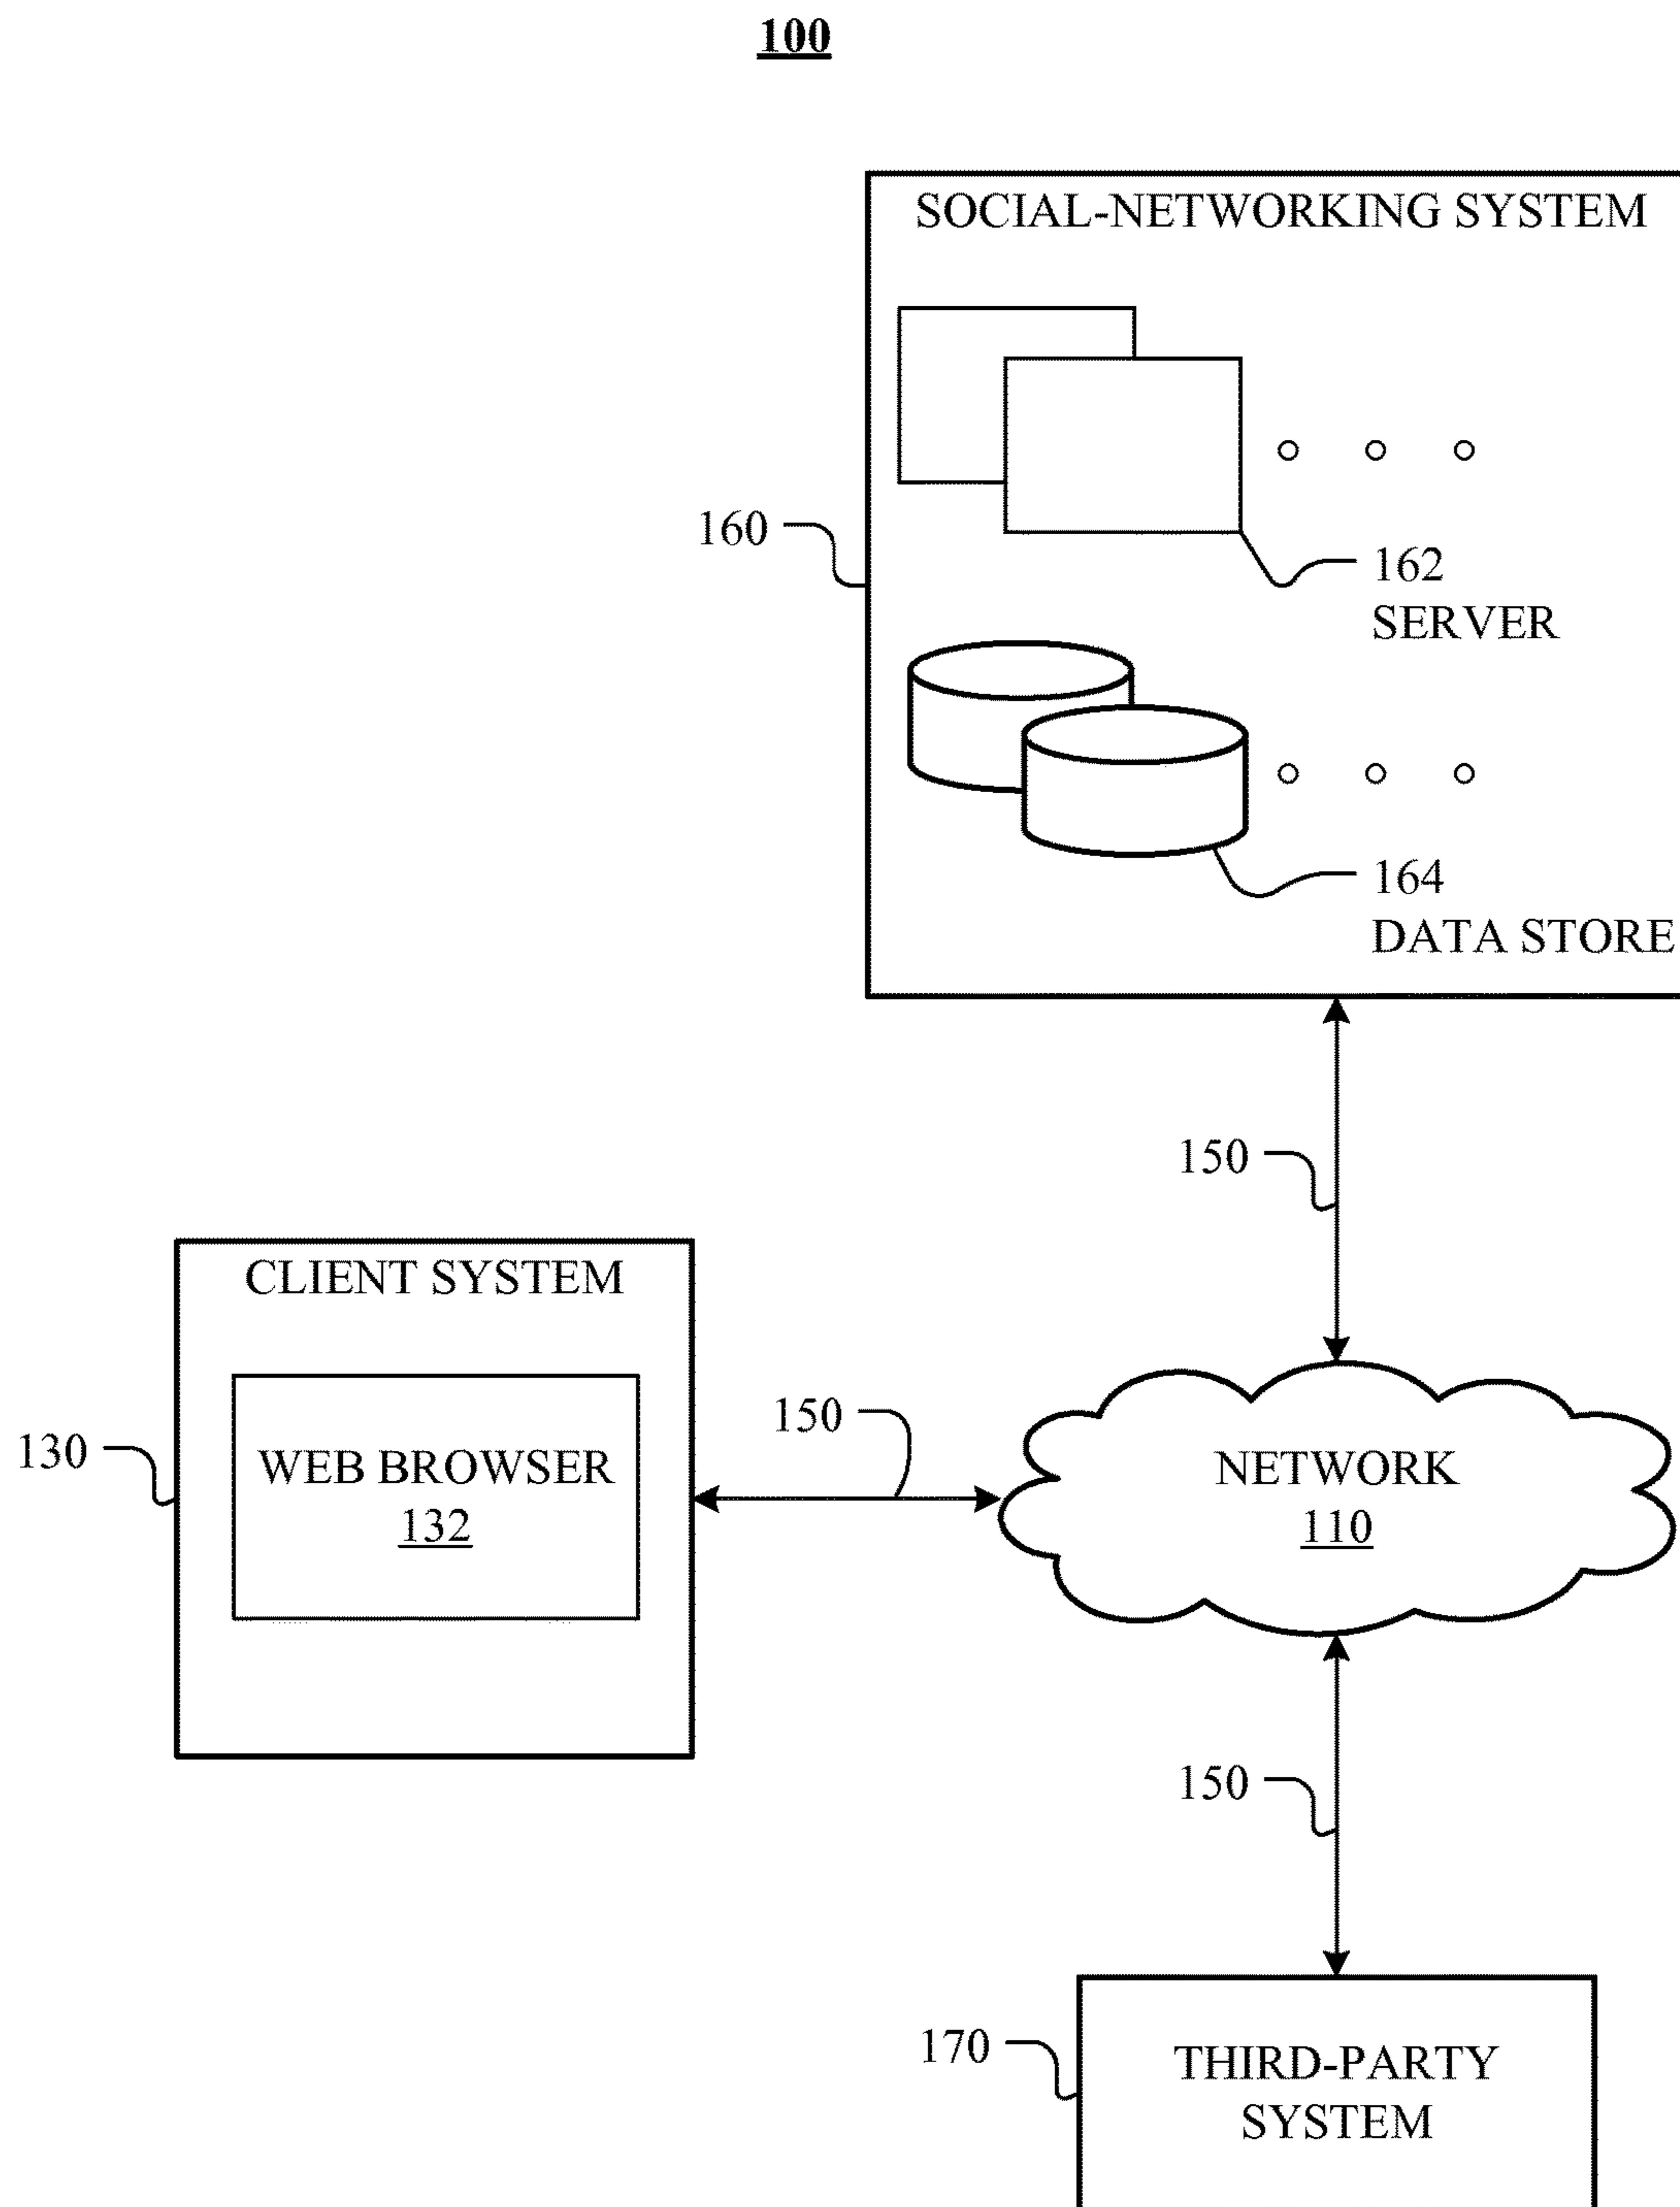 100
SOCIAL-NETWORKING SYSTEM
160
162
SERVER
164
DATA STORE
150
CLIENT SYSTEM
130
WEB BROWSER
132
150
NETWORK
110
150
170
THIRD-PARTY
SYSTEM